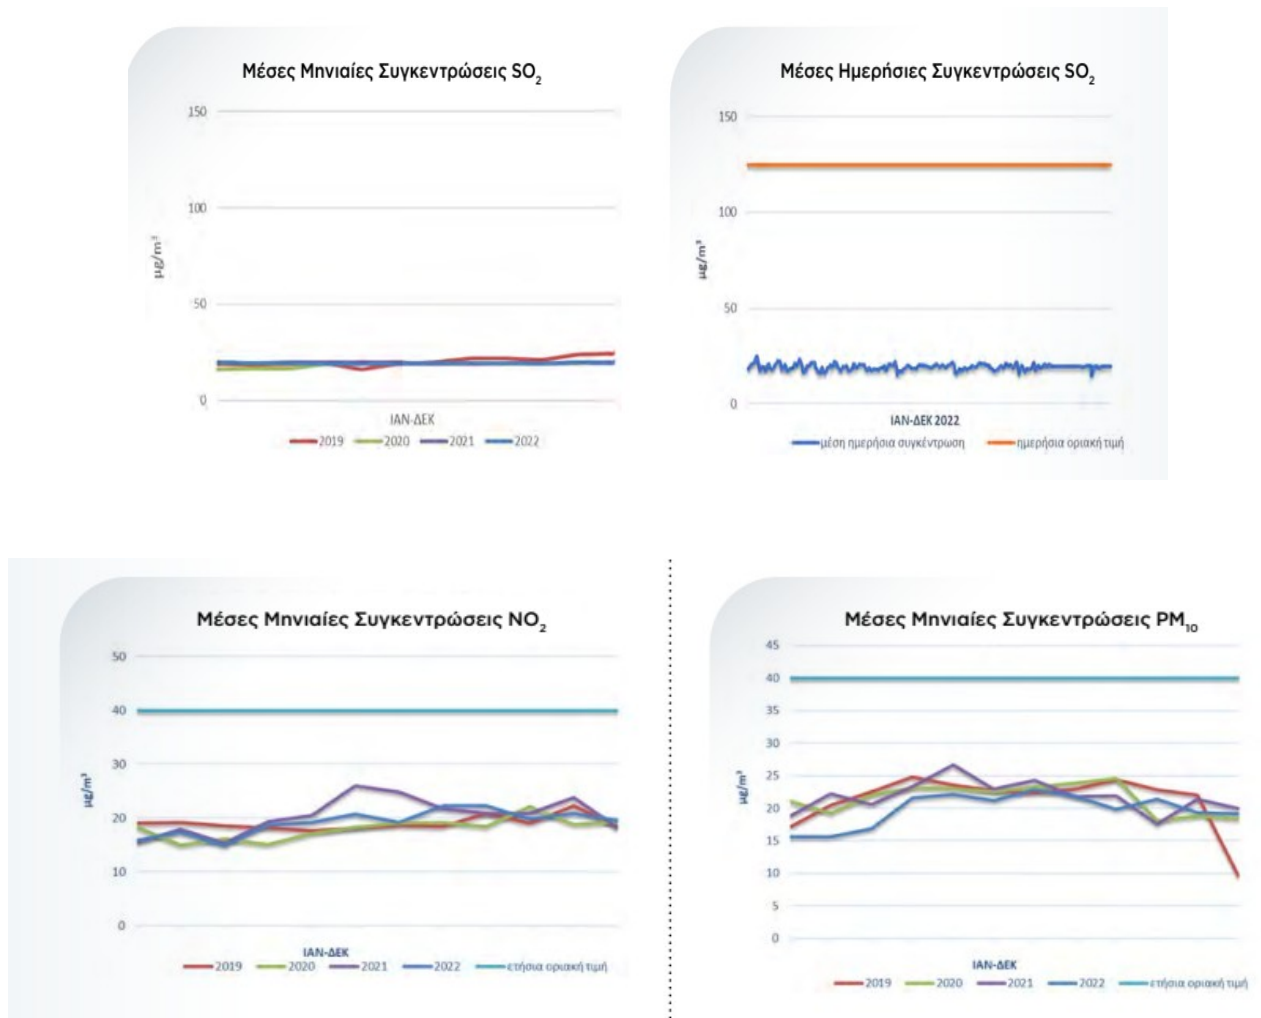 Μέσες Μηνιαίες Συγκεντρώσεις SO₂
150
100
50
0
µg/m³
ΙΑΝ-ΔΕΚ
2019 2020 2021 2022
Μέσες Ημερήσιες Συγκεντρώσεις SO₂
150
100
50
0
µg/m³
ΙΑΝ-ΔΕΚ 2022
μέση ημερήσια συγκέντρωση ημερήσια οριακή τιμή
Μέσες Μηνιαίες Συγκεντρώσεις NO₂
50
40
30
20
10
0
µg/m³
ΙΑΝ-ΔΕΚ
2019 2020 2021 2022 ετήσια οριακή τιμή
Μέσες Μηνιαίες Συγκεντρώσεις PM₁₀
45
40
35
30
25
20
15
10
5
0
µg/m³
ΙΑΝ-ΔΕΚ
2019 2020 2021 2022 ετήσια οριακή τιμή